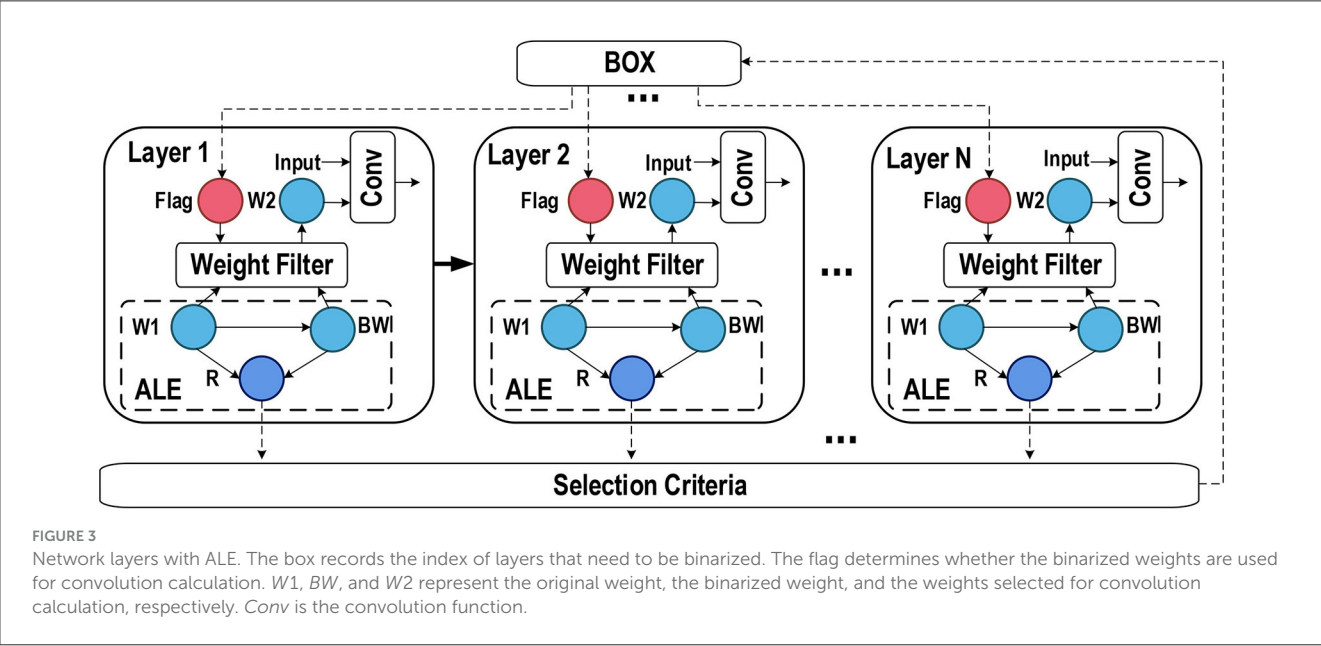 BOX
...
Layer 1
Input
Conv
Flag
W2
Weight Filter
W1
BW
R
ALE
Layer 2
Input
Conv
Flag
W2
Weight Filter
W1
BW
R
ALE
...
Layer N
Input
Conv
Flag
W2
Weight Filter
W1
BW
R
ALE
...
Selection Criteria
FIGURE 3
Network layers with ALE. The box records the index of layers that need to be binarized. The flag determines whether the binarized weights are used
for convolution calculation. W1, BW, and W2 represent the original weight, the binarized weight, and the weights selected for convolution
calculation, respectively. Conv is the convolution function.